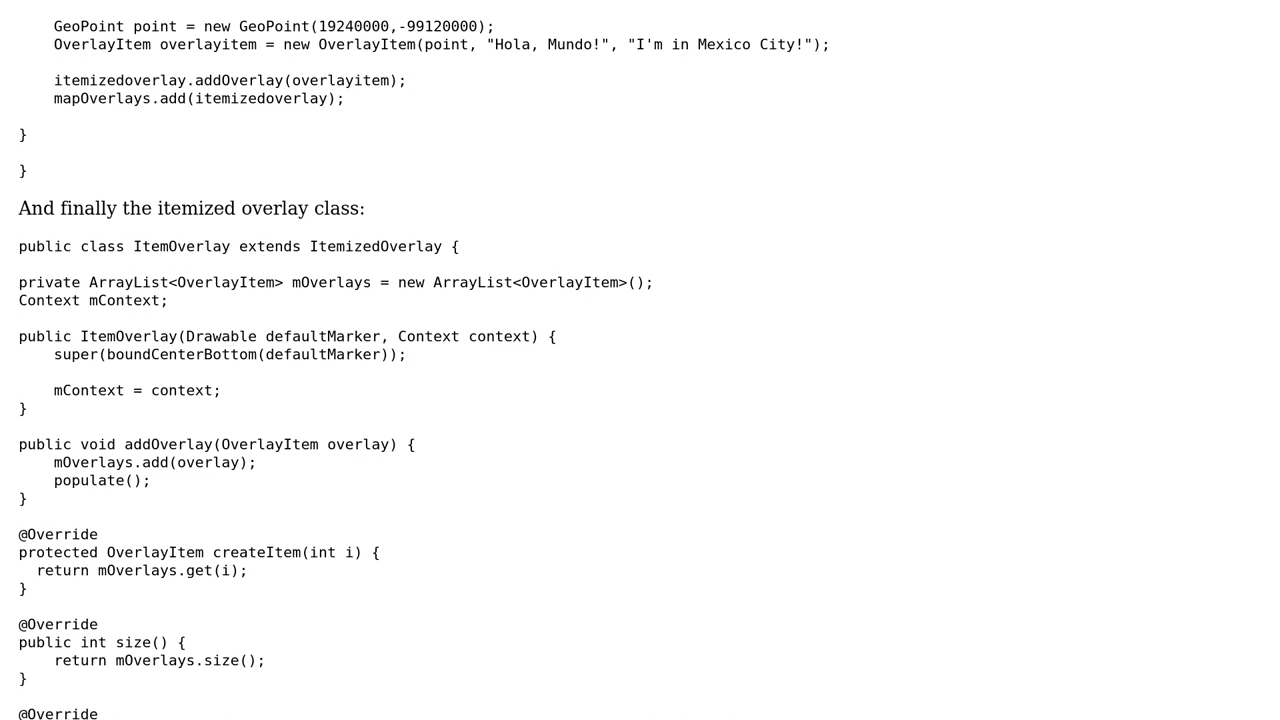 GeoPoint point = new GeoPoint(19240000,-99120000);
OverlayItem overlayitem = new OverlayItem(point, "Hola, Mundo!", "I'm in Mexico City!");
itemizedoverlay.addOverlay(overlayitem);
mapOverlays.add(itemizedoverlay);
}
}
And finally the itemized overlay class:
public class ItemOverlay extends ItemizedOverlay {
private ArrayList<OverlayItem> mOverlays = new ArrayList<OverlayItem>();
Context mContext;
public ItemOverlay(Drawable defaultMarker, Context context) {
super(boundCenterBottom(defaultMarker));
mContext = context;
}
public void addOverlay(OverlayItem overlay) {
mOverlays.add(overlay);
populate();
}
@Override
protected OverlayItem createItem(int i) {
return mOverlays.get(i);
}
@Override
public int size() {
return mOverlays.size();
}
@Override